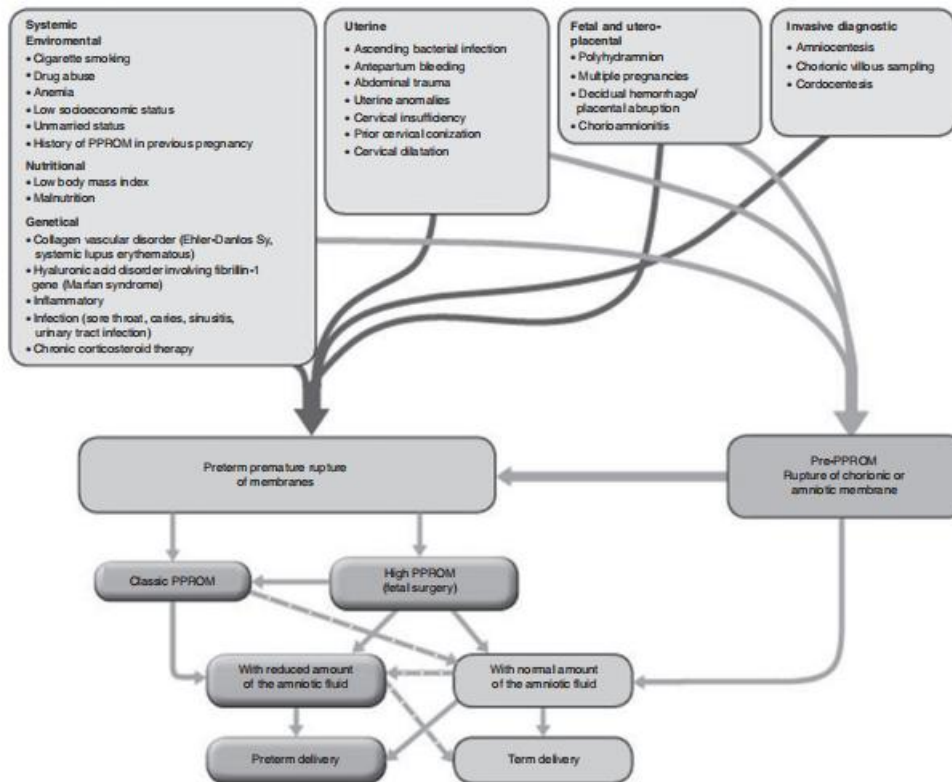 Systemic
Enviromental
• Cigarette smoking
• Drug abuse
• Anemia
• Low socioeconomic status
• Unmarried status
• History of PPROM in previous pregnancy
Nutritional
• Low body mass index
• Malnutrition
Genetical
• Collagen vascular disorder (Ehler-Danlos Sy,
systemic lupus erythematous)
• Hyaluronic acid disorder involving fibrillin-1
gene (Marfan syndrome)
• Inflammatory
• Infection (sore throat, caries, sinusitis,
urinary tract infection)
• Chronic corticosteroid therapy
Uterine
• Ascending bacterial infection
• Antepartum bleeding
• Abdominal trauma
• Uterine anomalies
• Cervical insufficiency
• Prior cervical conization
• Cervical dilatation
Fetal and utero-
placental
• Polyhydramnion
• Multiple pregnancies
• Decidual hemorrhage/
placental abruption
• Chorioamnionitis
Invasive diagnostic
• Amniocentesis
• Chorionic villous sampling
• Cordocentesis
Preterm premature rupture
of membranes
Pre-PPROM
Rupture of chorionic or
amniotic membrane
Classic PPROM
High PPROM
(fetal surgery)
With reduced amount
of the amniotic fluid
With normal amount
of the amniotic fluid
Preterm delivery
Term delivery